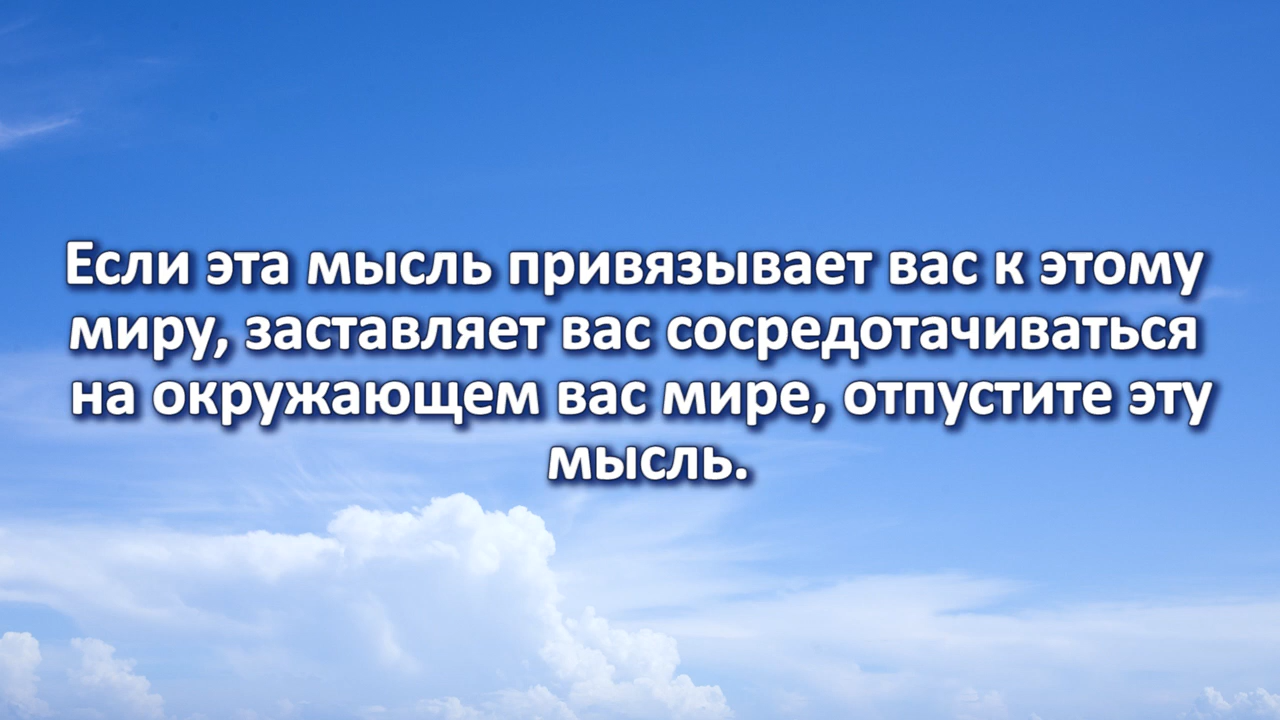 Если эта мысль привязывает вас к этому
миру, заставляет вас сосредотачиваться
на окружающем вас мире, отпустите эту
мысль.